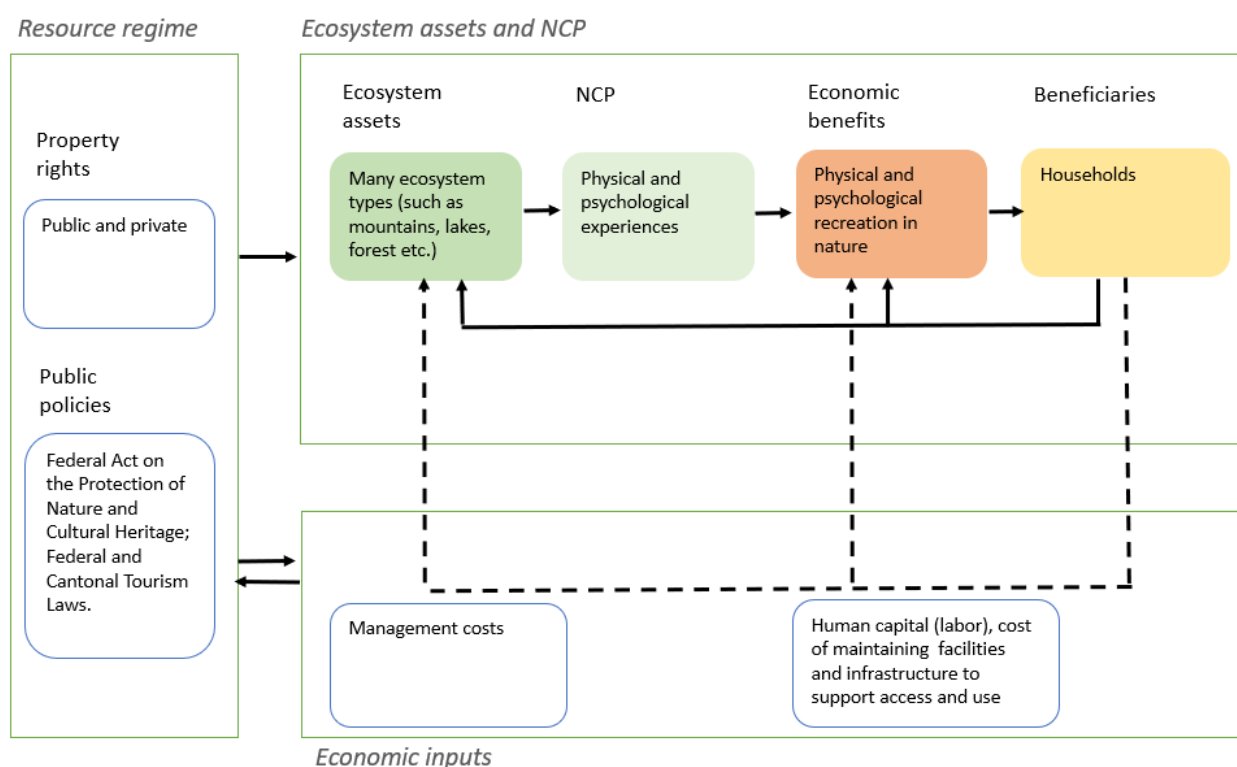 Resource regime
Ecosystem assets and NCP
Property
rights
Public and private
Public
policies
Federal Act on
the Protection of
Nature and
Cultural Heritage;
Federal and
Cantonal Tourism
Laws.
Ecosystem
assets
Many ecosystem
types (such as
mountains, lakes,
forest etc.)
NCP
Physical and
psychological
experiences
Economic
benefits
Physical and
psychological
recreation in
nature
Beneficiaries
Households
Management costs
Human capital (labor), cost
of maintaining facilities
and infrastructure to
support access and use
Economic inputs